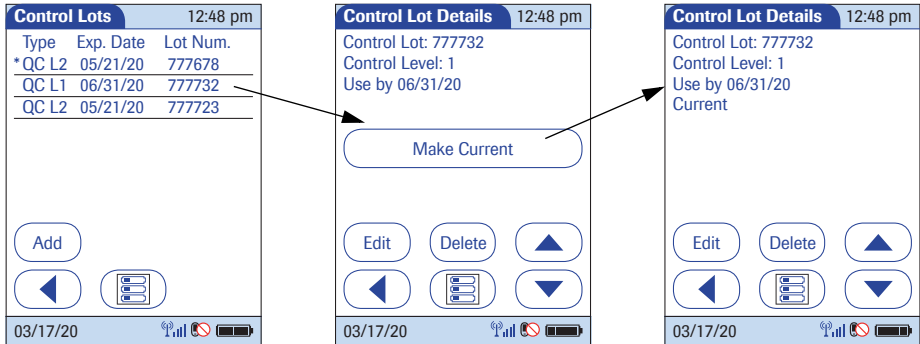 Control Lots 12:48 pm
Type Exp. Date Lot Num.
*QC L2 05/21/20 777678
QC L1 06/31/20 777732
QC L2 05/21/20 777723
Add
03/17/20
Control Lot Details 12:48 pm
Control Lot: 777732
Control Level: 1
Use by 06/31/20
Make Current
Edit Delete
03/17/20
Control Lot Details 12:48 pm
Control Lot: 777732
Control Level: 1
Use by 06/31/20
Current
Edit Delete
03/17/20